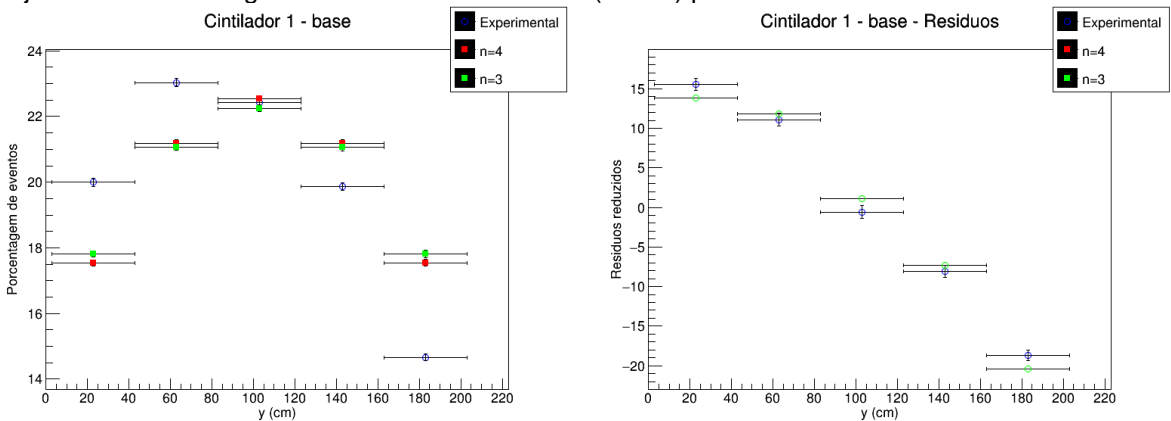 Cintilador 1 - base
Experimental
n=4
n=3
Porcentagem de eventos
24
22
20
18
16
14
0 20 40 60 80 100 120 140 160 180 200 220
y (cm)
Cintilador 1 - base - Residuos
Experimental
n=4
n=3
Residuos reduzidos
15
10
5
0
−5
−10
−15
−20
0 20 40 60 80 100 120 140 160 180 200 220
y (cm)